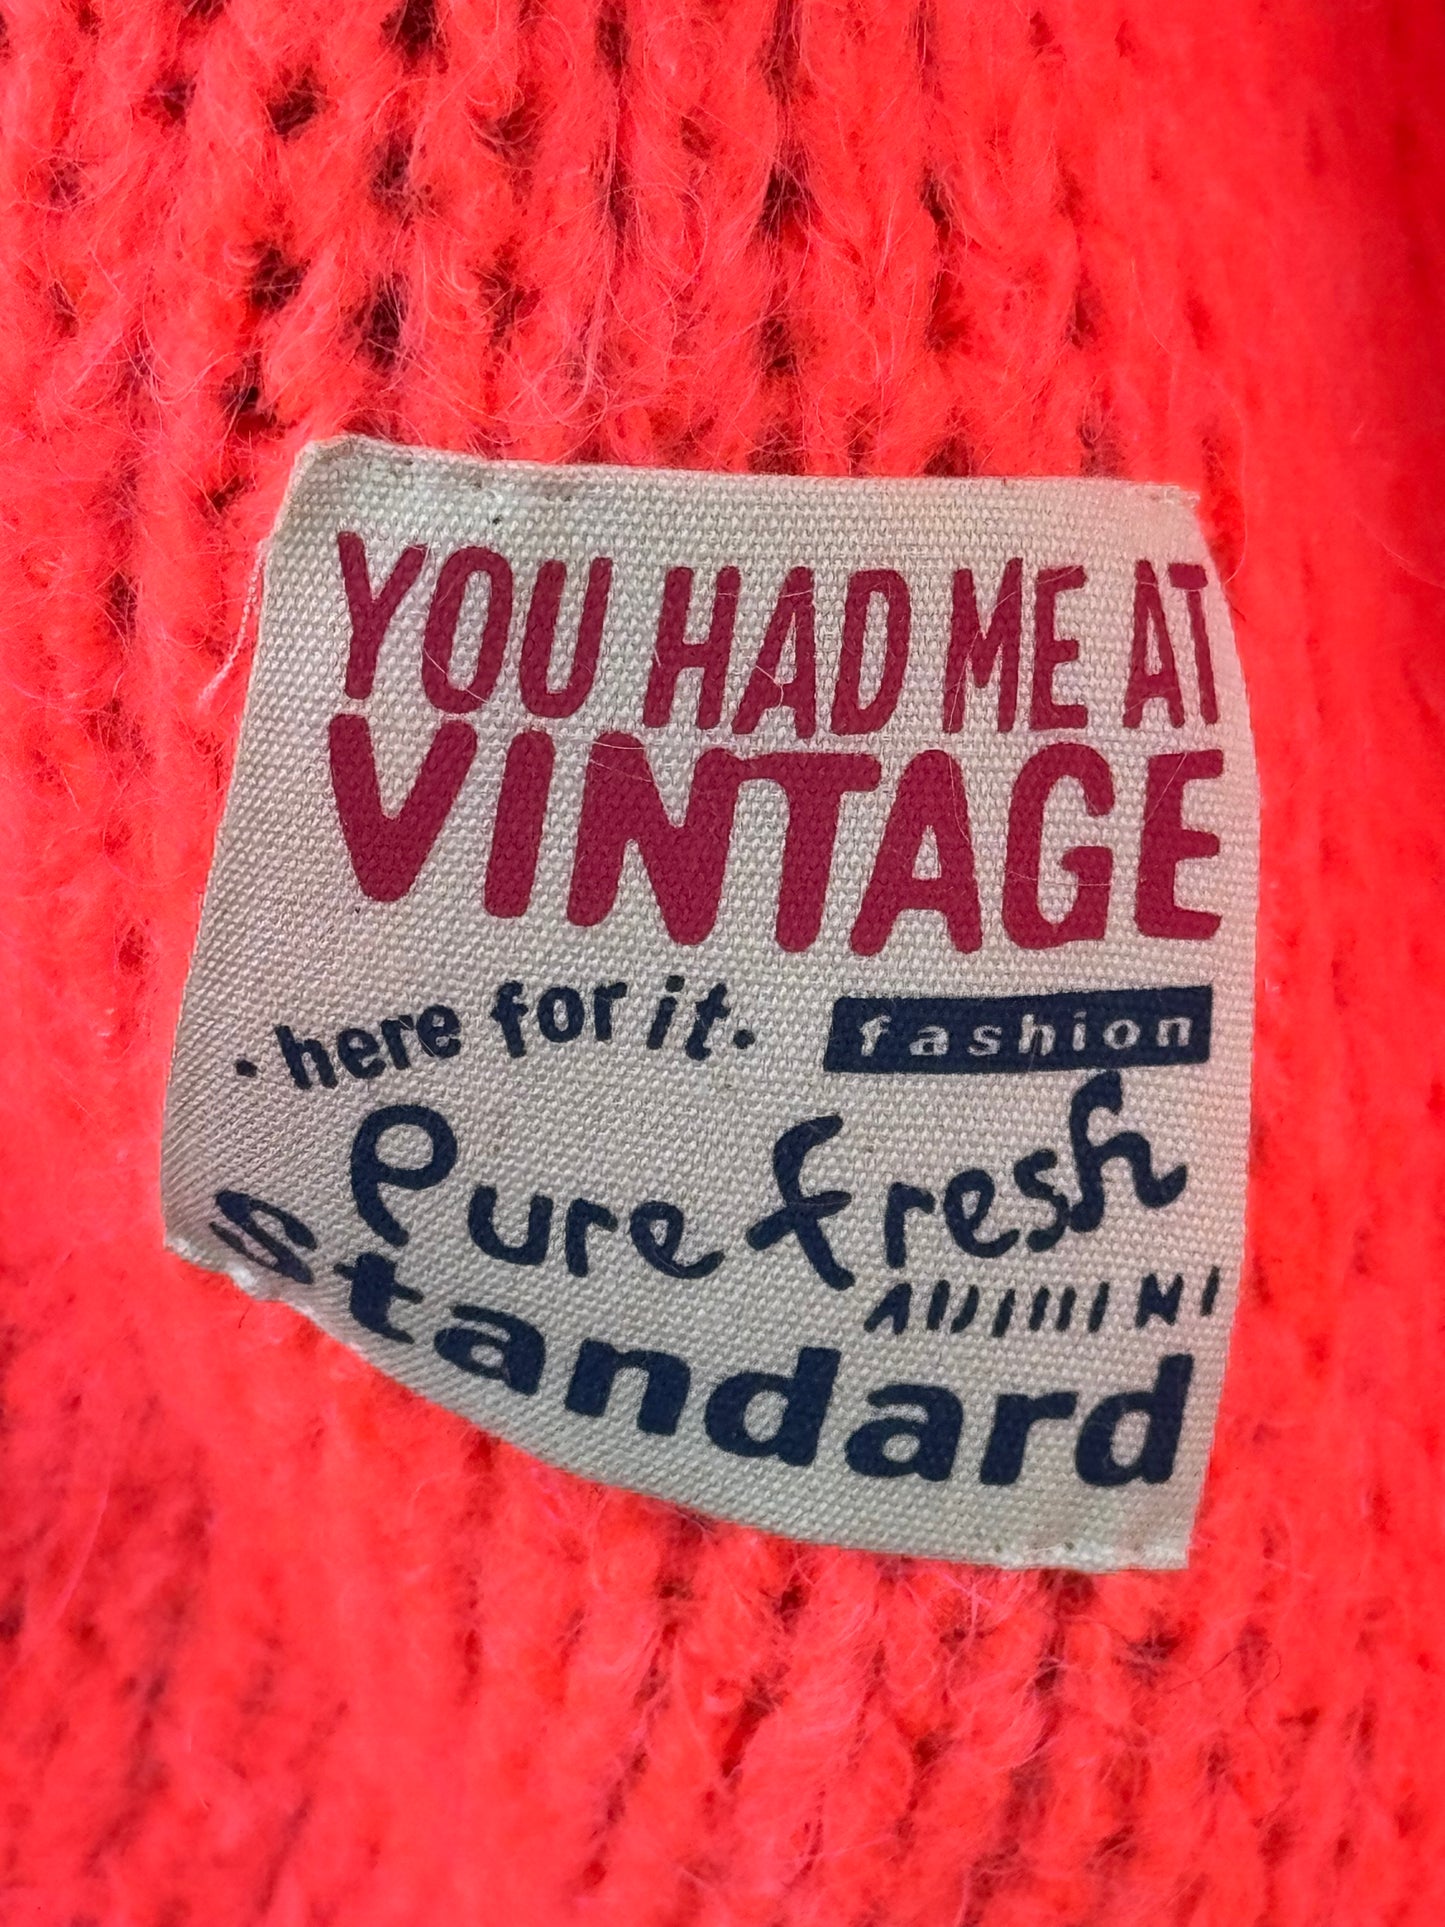 YOU HAD ME AT
VINTAGE
• here for it.
fashion
Pure fresh
Standard